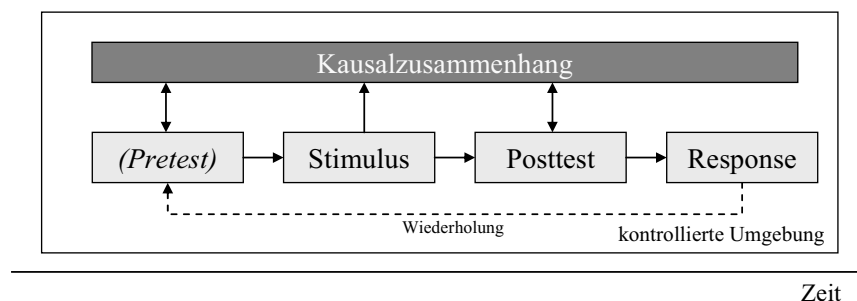 Kausalzusammenhang
(Pretest)
Stimulus
Posttest
Response
Wiederholung
kontrollierte Umgebung
Zeit